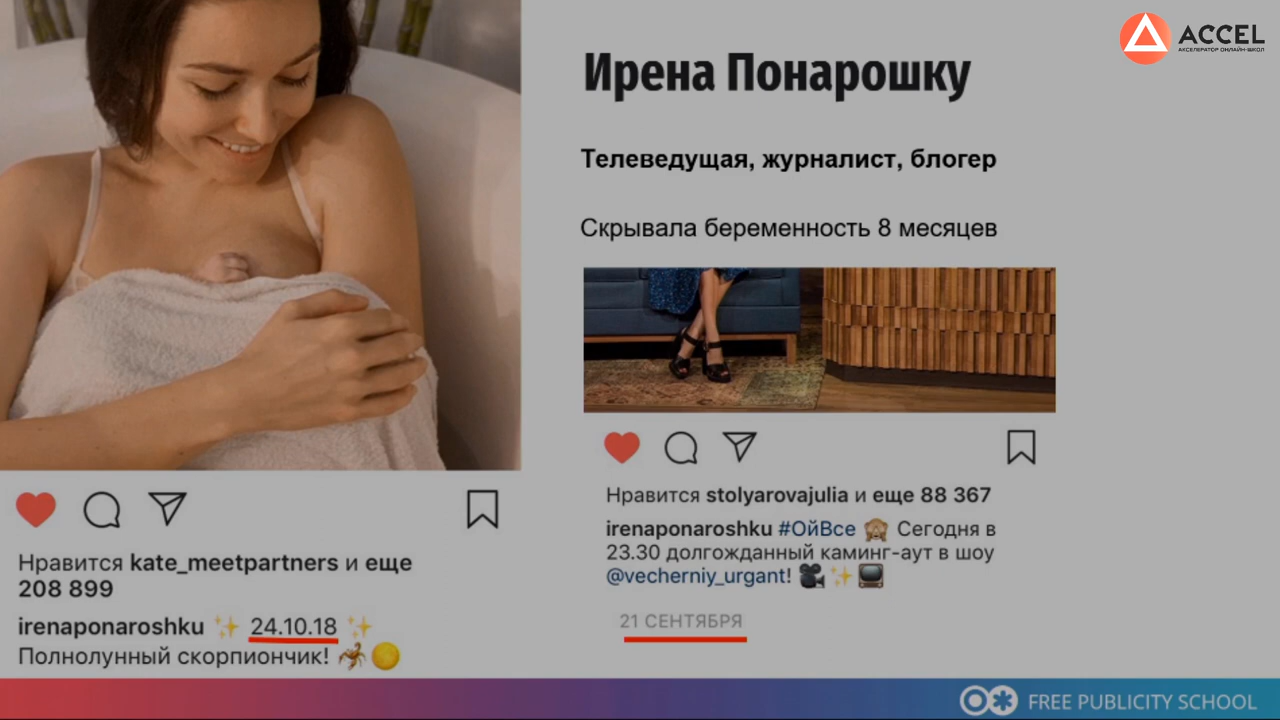 ACCEL
АКСЕЛЕРАТОР ОНЛАЙН-ШКОЛ
Ирена Понарошку
Телеведущая, журналист, блогер
Скрывала беременность 8 месяцев
Нравится stolyarovajulia и еще 88 367
irenaponaroshku #ОйВсе 🙈 Сегодня в
23.30 долгожданный каминг-аут в шоу
@vecherniy_urgant! 🎥✨📺
21 СЕНТЯБРЯ
Нравится kate_meetpartners и еще
208 899
irenaponaroshku ✨ 24.10.18 ✨
Полнолунный скорпиончик! 🦂🌕
FREE PUBLICITY SCHOOL